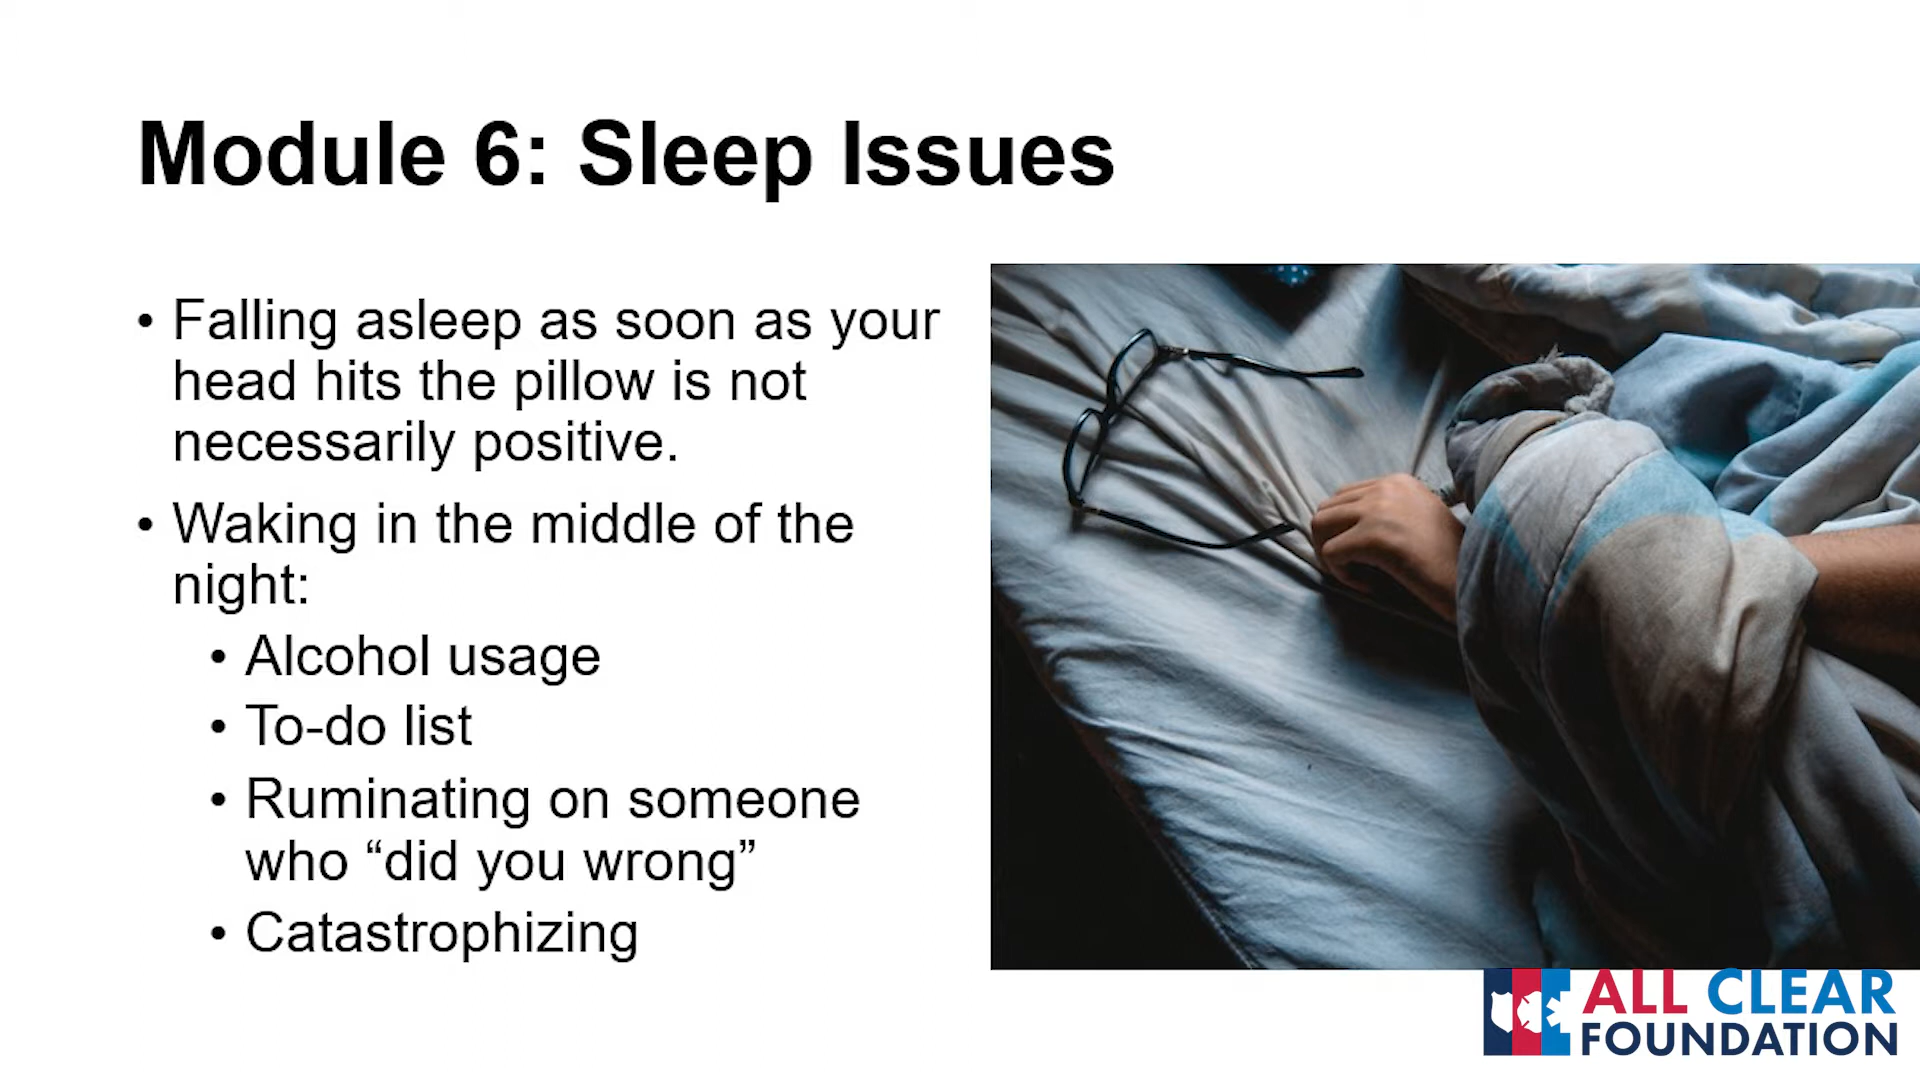 Module 6: Sleep Issues
• Falling asleep as soon as your
head hits the pillow is not
necessarily positive.
• Waking in the middle of the
night:
• Alcohol usage
• To-do list
• Ruminating on someone
who “did you wrong”
• Catastrophizing
ALL CLEAR
FOUNDATION